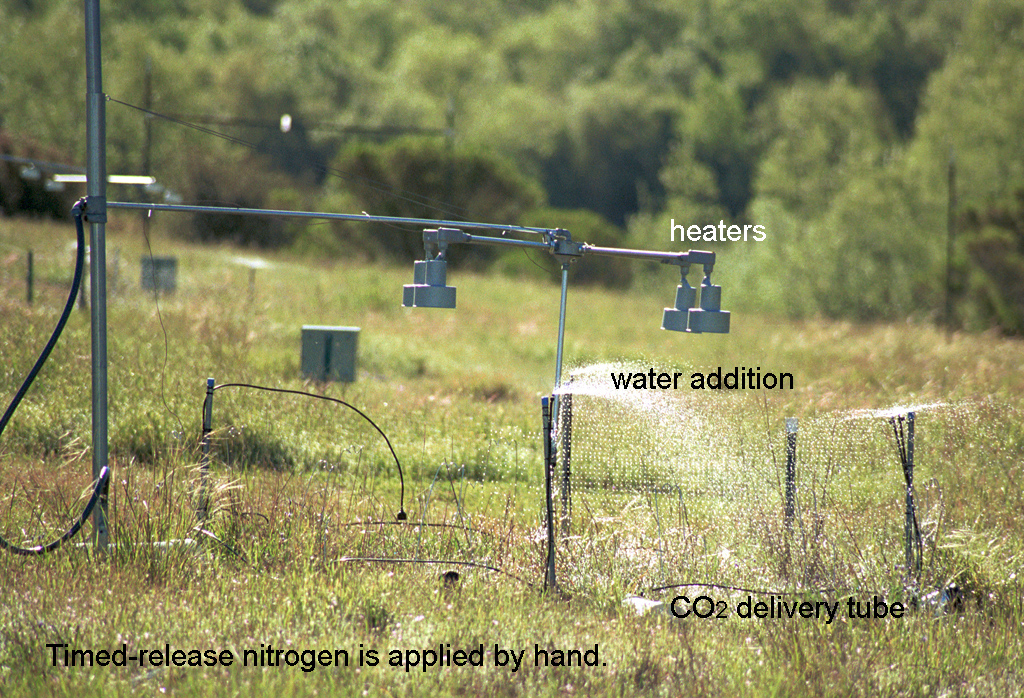 heaters
water addition
CO2 delivery tube
Timed-release nitrogen is applied by hand.